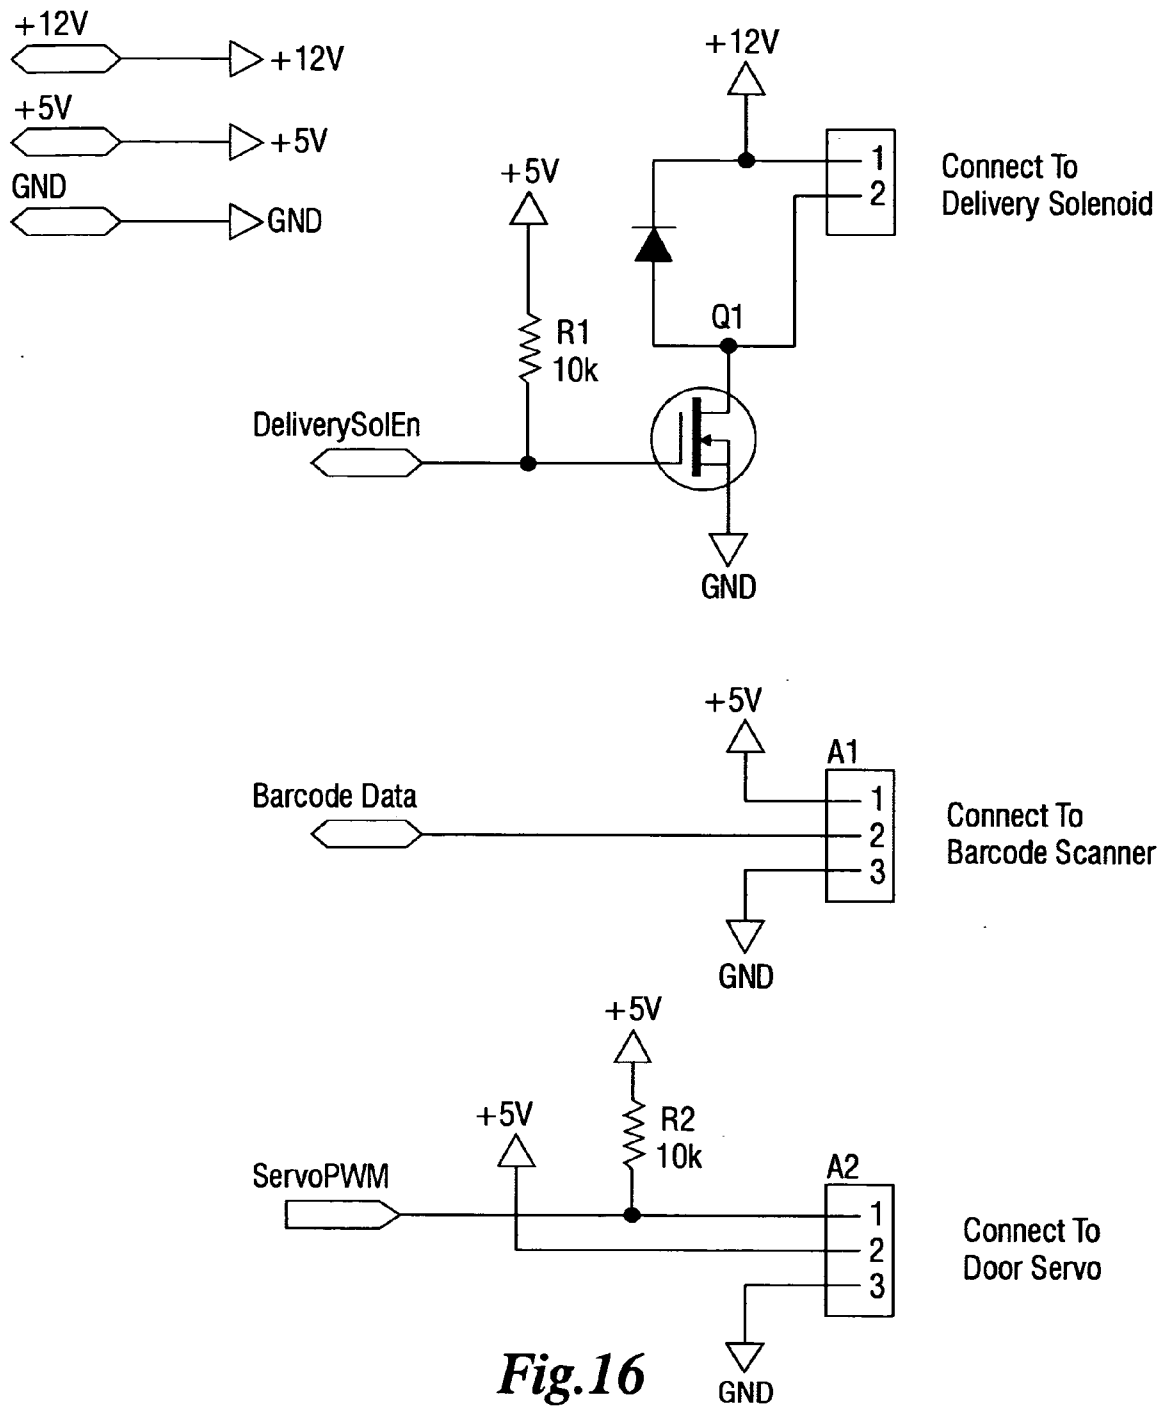 +12V
+12V
+5V
+5V
GND
GND
+12V
1
2
Connect To
Delivery Solenoid
+5V
R1
10k
Q1
DeliverySolEn
GND
+5V
A1
Barcode Data
1
2
3
Connect To
Barcode Scanner
GND
+5V
R2
10k
+5V
ServoPWM
A2
1
2
3
Connect To
Door Servo
GND
Fig.16